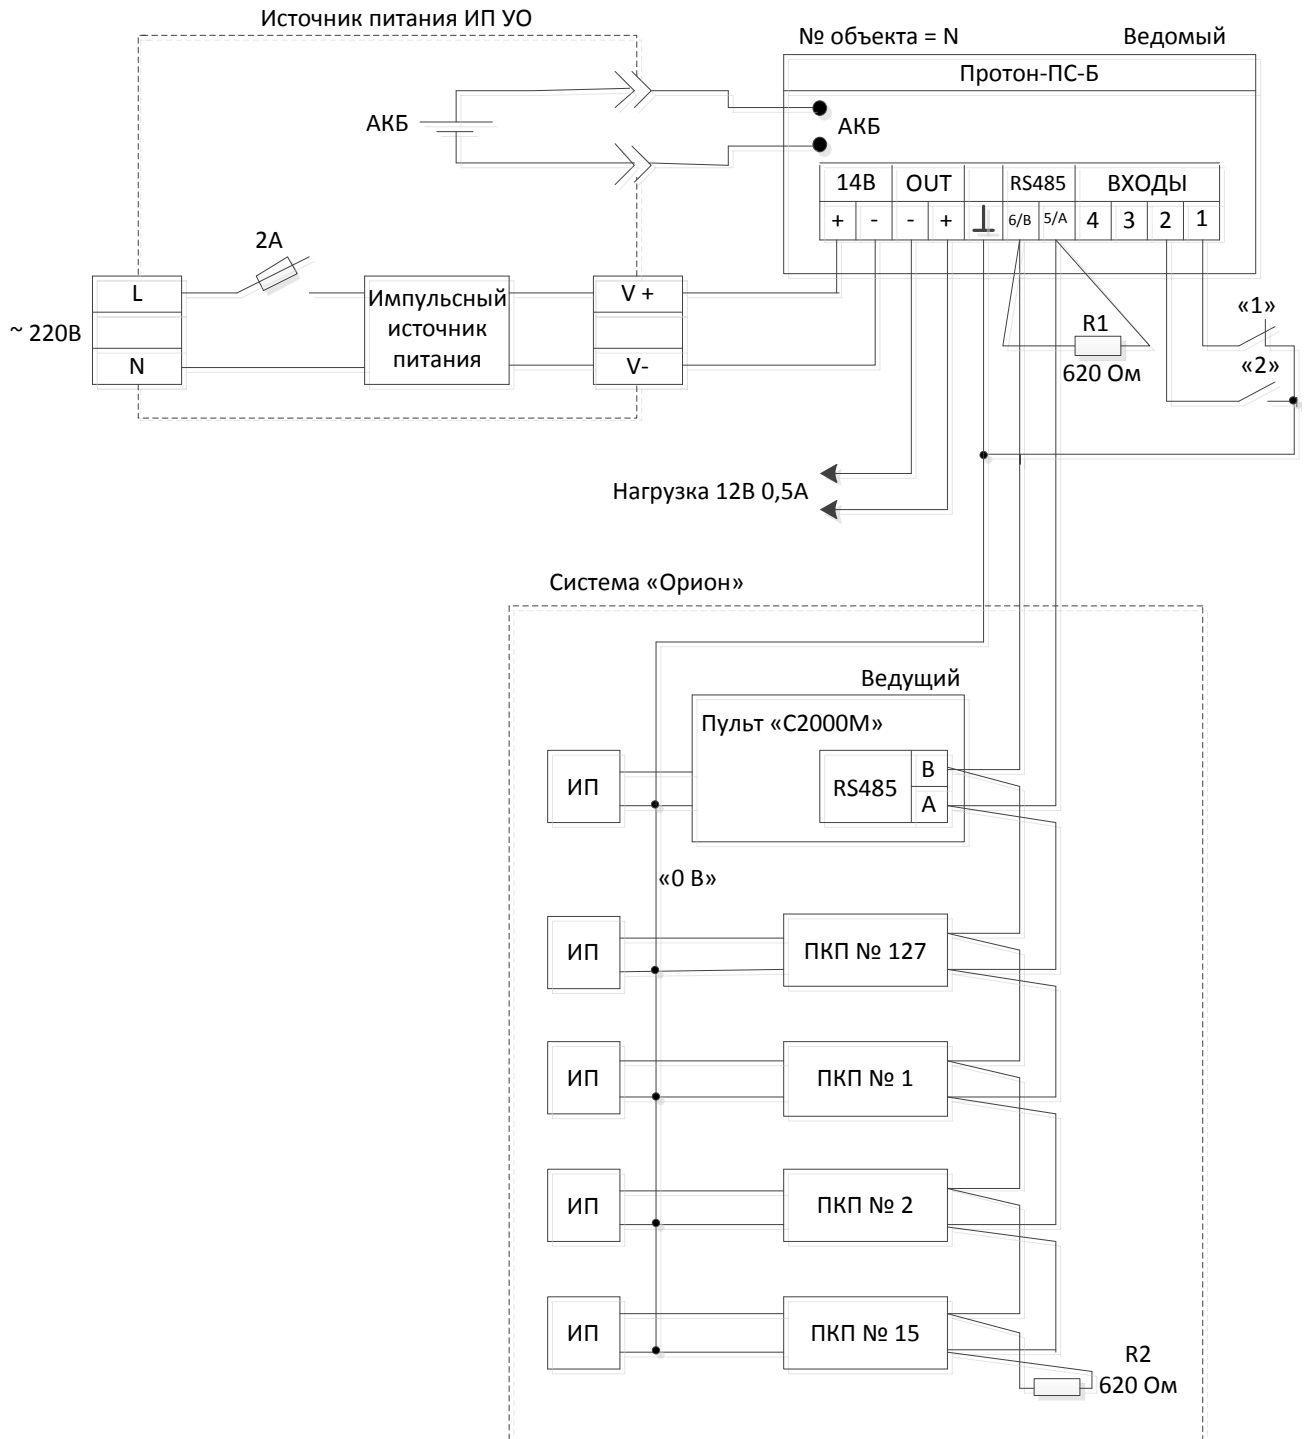 Источник питания ИП УО
№ объекта = N
Ведомый
Протон-ПС-Б
АКБ
АКБ
14В
OUT
RS485
ВХОДЫ
+
-
-
+
6/B
5/A
4
3
2
1
2А
L
N
~ 220В
Импульсный
источник
питания
V +
V-
R1
620 Ом
«1»
«2»
Нагрузка 12В 0,5А
Система «Орион»
Ведущий
Пульт «С2000М»
RS485
B
A
ИП
«0 В»
ИП
ПКП № 127
ИП
ПКП № 1
ИП
ПКП № 2
ИП
ПКП № 15
R2
620 Ом